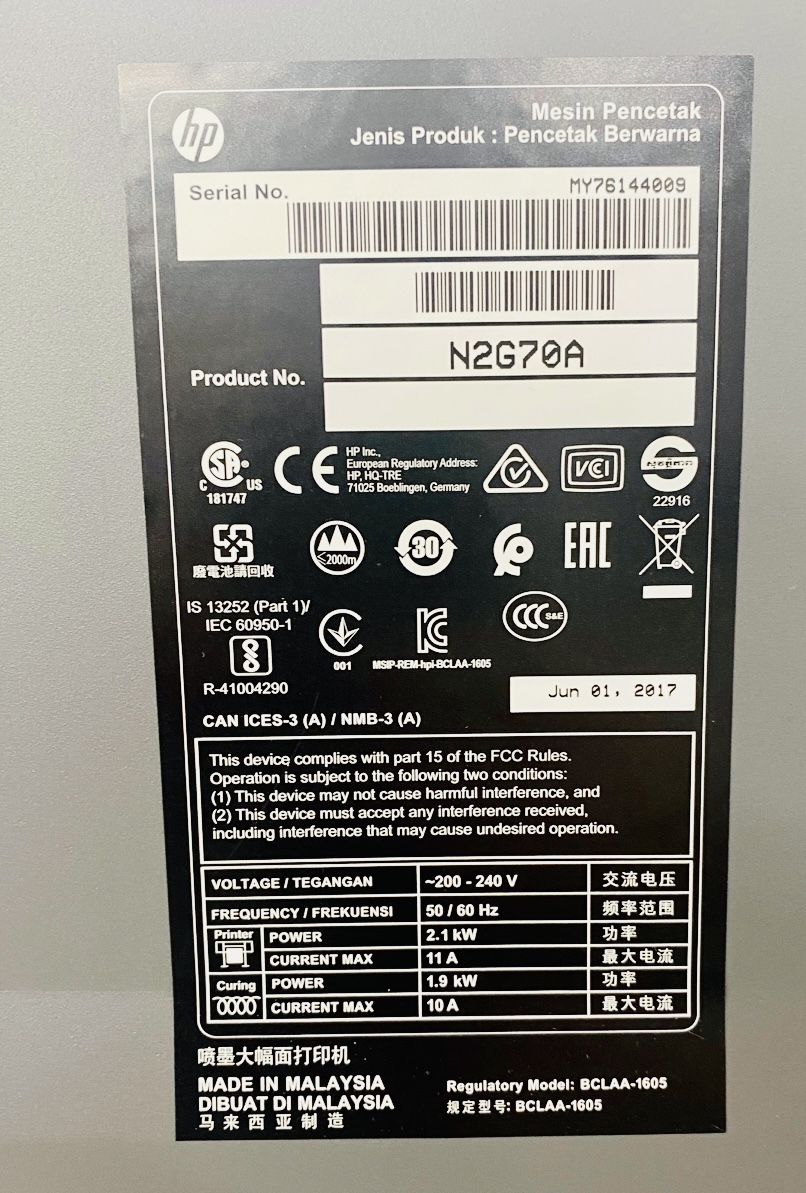 hp
Mesin Pencetak
Jenis Produk : Pencetak Berwarna
Serial No.
MY76144009
N2G70A
Product No.
C US
181747
CE
HP Inc.,
European Regulatory Address:
HP, HQ-TRE
71025 Boeblingen, Germany
VCI
22916
廢電池請回收
≤2000m
30
EAC
IS 13252 (Part 1)/
IEC 60950-1
R-41004290
001
MSIP-REM-hpi-BCLAA-1605
CCC S&E
Jun 01, 2017
CAN ICES-3 (A) / NMB-3 (A)
This device complies with part 15 of the FCC Rules.
Operation is subject to the following two conditions:
(1) This device may not cause harmful interference, and
(2) This device must accept any interference received,
including interference that may cause undesired operation.
VOLTAGE / TEGANGAN ~200 - 240 V 交流电压
FREQUENCY / FREKUENSI 50 / 60 Hz 频率范围
Printer
POWER 2.1 kW 功率
CURRENT MAX 11 A 最大电流
Curing
POWER 1.9 kW 功率
CURRENT MAX 10 A 最大电流
喷墨大幅面打印机
MADE IN MALAYSIA
DIBUAT DI MALAYSIA
马来西亚制造
Regulatory Model: BCLAA-1605
规定型号: BCLAA-1605